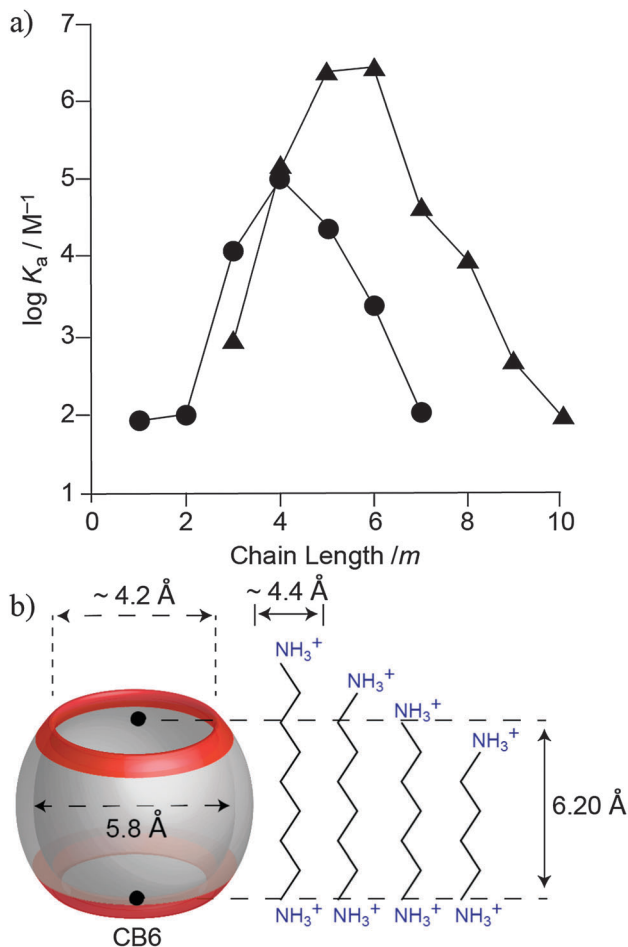 a)
7
6
5
4
3
2
1
log Kₐ / M⁻¹
0 2 4 6 8 10
Chain Length /m
b)
~ 4.2 Å
~ 4.4 Å
NH₃⁺
NH₃⁺
NH₃⁺
NH₃⁺
5.8 Å
6.20 Å
NH₃⁺ NH₃⁺ NH₃⁺ NH₃⁺
CB6